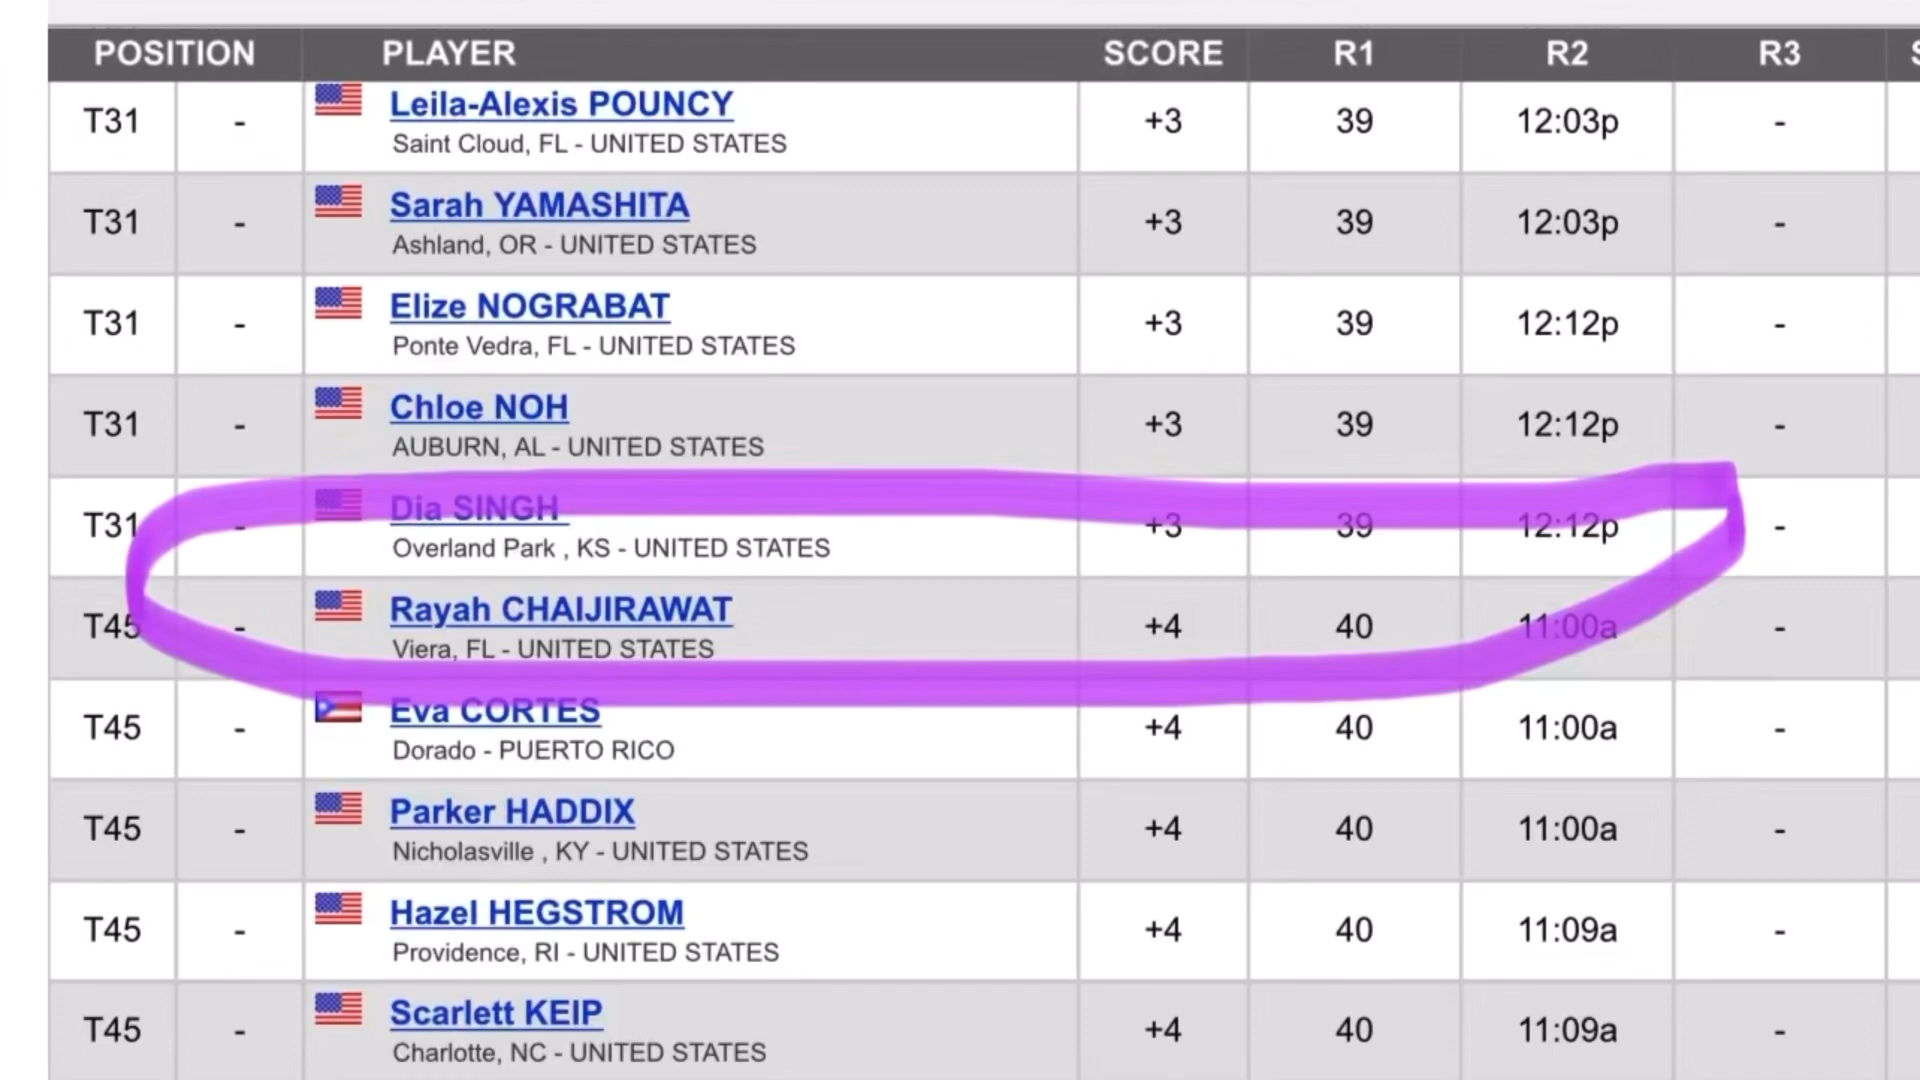 POSITION PLAYER SCORE R1 R2 R3 S
T31 - Leila-Alexis POUNCY +3 39 12:03p -
Saint Cloud, FL - UNITED STATES
T31 - Sarah YAMASHITA +3 39 12:03p -
Ashland, OR - UNITED STATES
T31 - Elize NOGRABAT +3 39 12:12p -
Ponte Vedra, FL - UNITED STATES
T31 - Chloe NOH +3 39 12:12p -
AUBURN, AL - UNITED STATES
T31 - Dia SINGH +3 39 12:12p -
Overland Park , KS - UNITED STATES
T45 - Rayah CHAIJIRAWAT +4 40 11:00a -
Viera, FL - UNITED STATES
T45 - Eva CORTES +4 40 11:00a -
Dorado - PUERTO RICO
T45 - Parker HADDIX +4 40 11:00a -
Nicholasville , KY - UNITED STATES
T45 - Hazel HEGSTROM +4 40 11:09a -
Providence, RI - UNITED STATES
T45 - Scarlett KEIP +4 40 11:09a -
Charlotte, NC - UNITED STATES